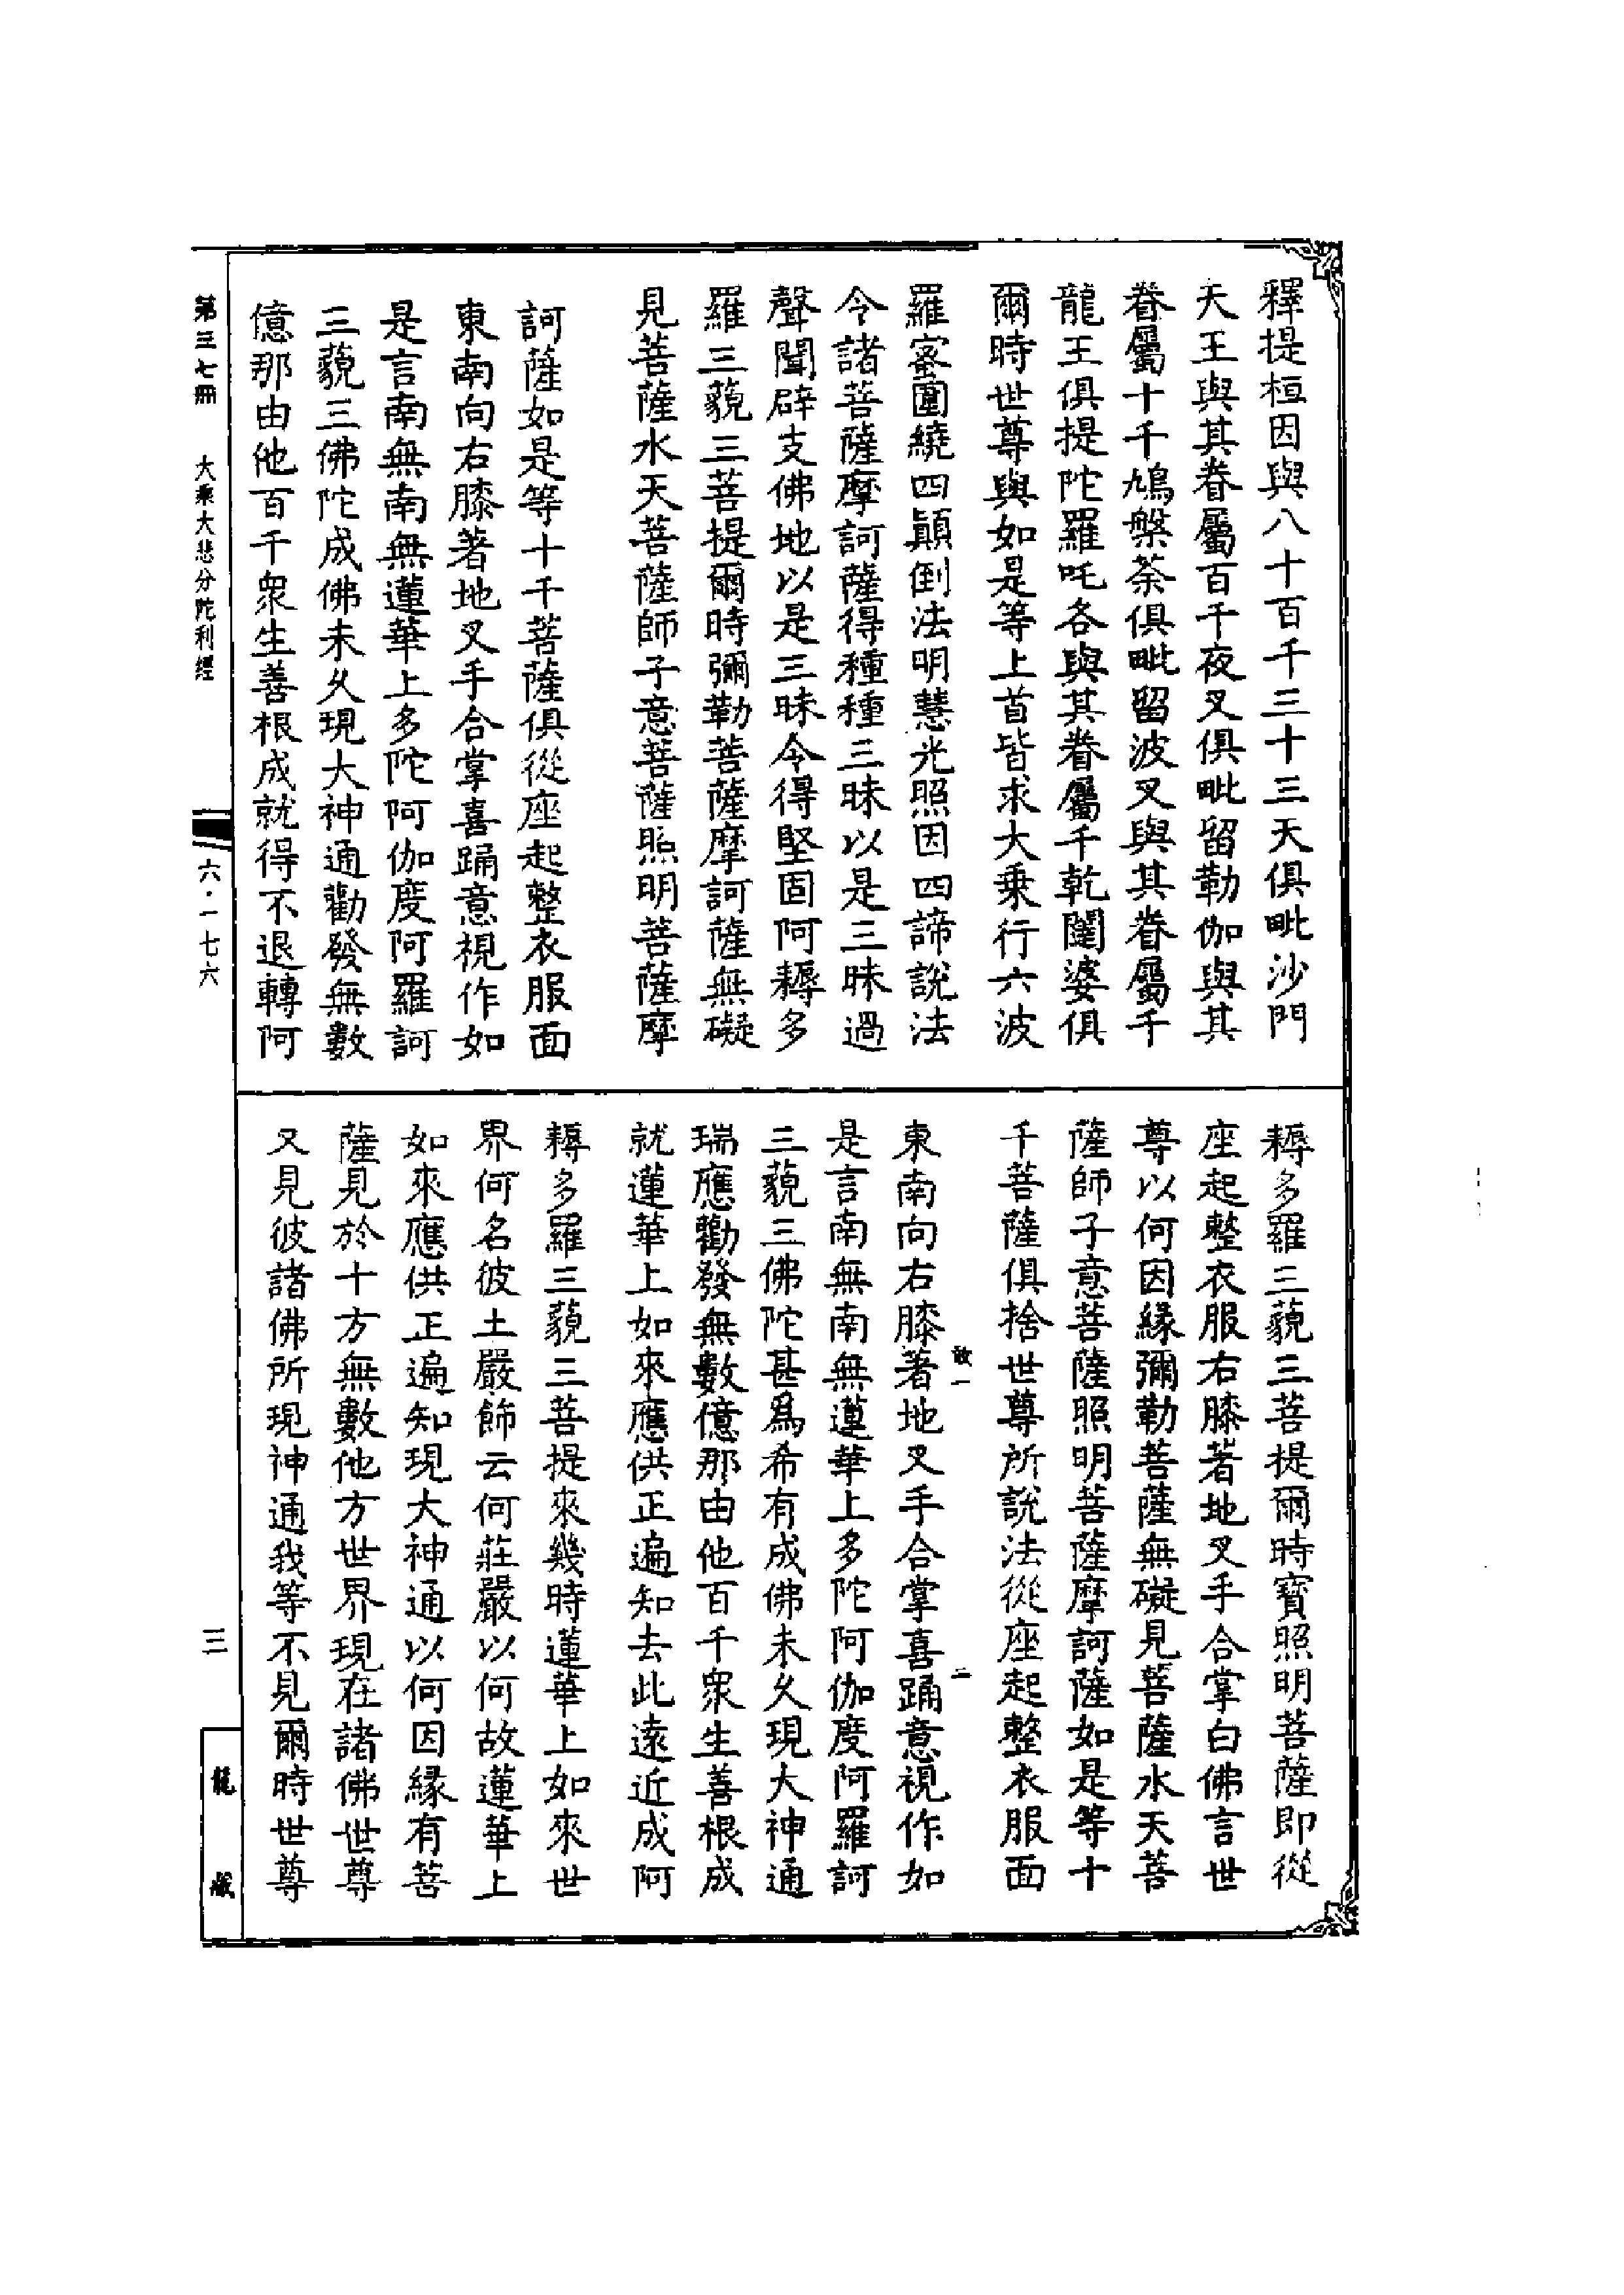 釋提桓因與八十百千三十三天俱毗沙門
天王與其眷屬百千夜叉俱毗留勒伽與其
眷屬十千鳩槃茶俱毗留波叉與其眷屬千
龍王俱提陀羅吒各與其眷屬千乾闥婆俱
爾時世尊與如是等上首皆求大乘行六波
羅蜜圍繞四顛倒法明慧光照因四諦說法
令諸菩薩摩訶薩得種種三昧以是三昧過
聲聞辟支佛地以是三昧令得堅固阿耨多
羅三藐三菩提爾時彌勒菩薩摩訶薩無礙
見菩薩水天菩薩師子意菩薩照明菩薩摩
訶薩如是等十千菩薩俱從座起整衣服面
東南向右膝著地叉手合掌喜踊意視作如
是言南無南無蓮華上多陀阿伽度阿羅訶
三藐三佛陀成佛未久現大神通勸發無數
億那由他百千眾生善根成就得不退轉阿
耨多羅三藐三菩提爾時寶照明菩薩即從
座起整衣服右膝著地叉手合掌白佛言世
尊以何因緣彌勒菩薩無礙見菩薩水天菩
薩師子意菩薩照明菩薩摩訶薩如是等十
千菩薩俱捨世尊所說法從座起整衣服面
敢一 二
東南向右膝著地叉手合掌喜踊意視作如
是言南無南無蓮華上多陀阿伽度阿羅訶
三藐三佛陀甚為希有成佛未久現大神通
瑞應勸發無數億那由他百千眾生善根成
就蓮華上如來應供正遍知去此遠近成阿
耨多羅三藐三菩提來幾時蓮華上如來世
界何名彼土嚴飾云何莊嚴以何故蓮華上
如來應供正遍知現大神通以何因緣有菩
薩見於十方無數他方世界現在諸佛世尊
又見彼諸佛所現神通我等不見爾時世尊
第三七冊 大乘大悲分陀利經 六·一七六
三
龍藏